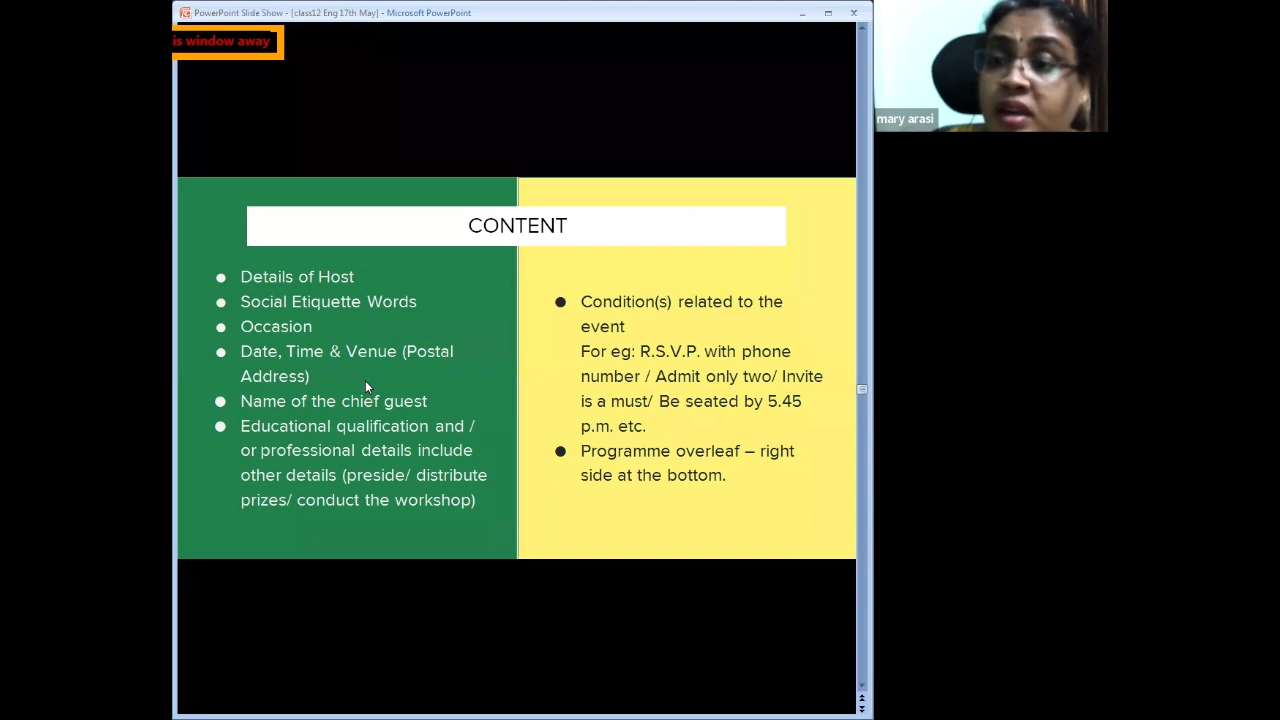 PowerPoint Slide Show - [class12 Eng 17th May] - Microsoft PowerPoint
is window away
mary arasi
CONTENT
● Details of Host
● Social Etiquette Words
● Occasion
● Date, Time & Venue (Postal
Address)
● Name of the chief guest
● Educational qualification and /
or professional details include
other details (preside/ distribute
prizes/ conduct the workshop)
● Condition(s) related to the
event
For eg: R.S.V.P. with phone
number / Admit only two/ Invite
is a must/ Be seated by 5.45
p.m. etc.
● Programme overleaf – right
side at the bottom.